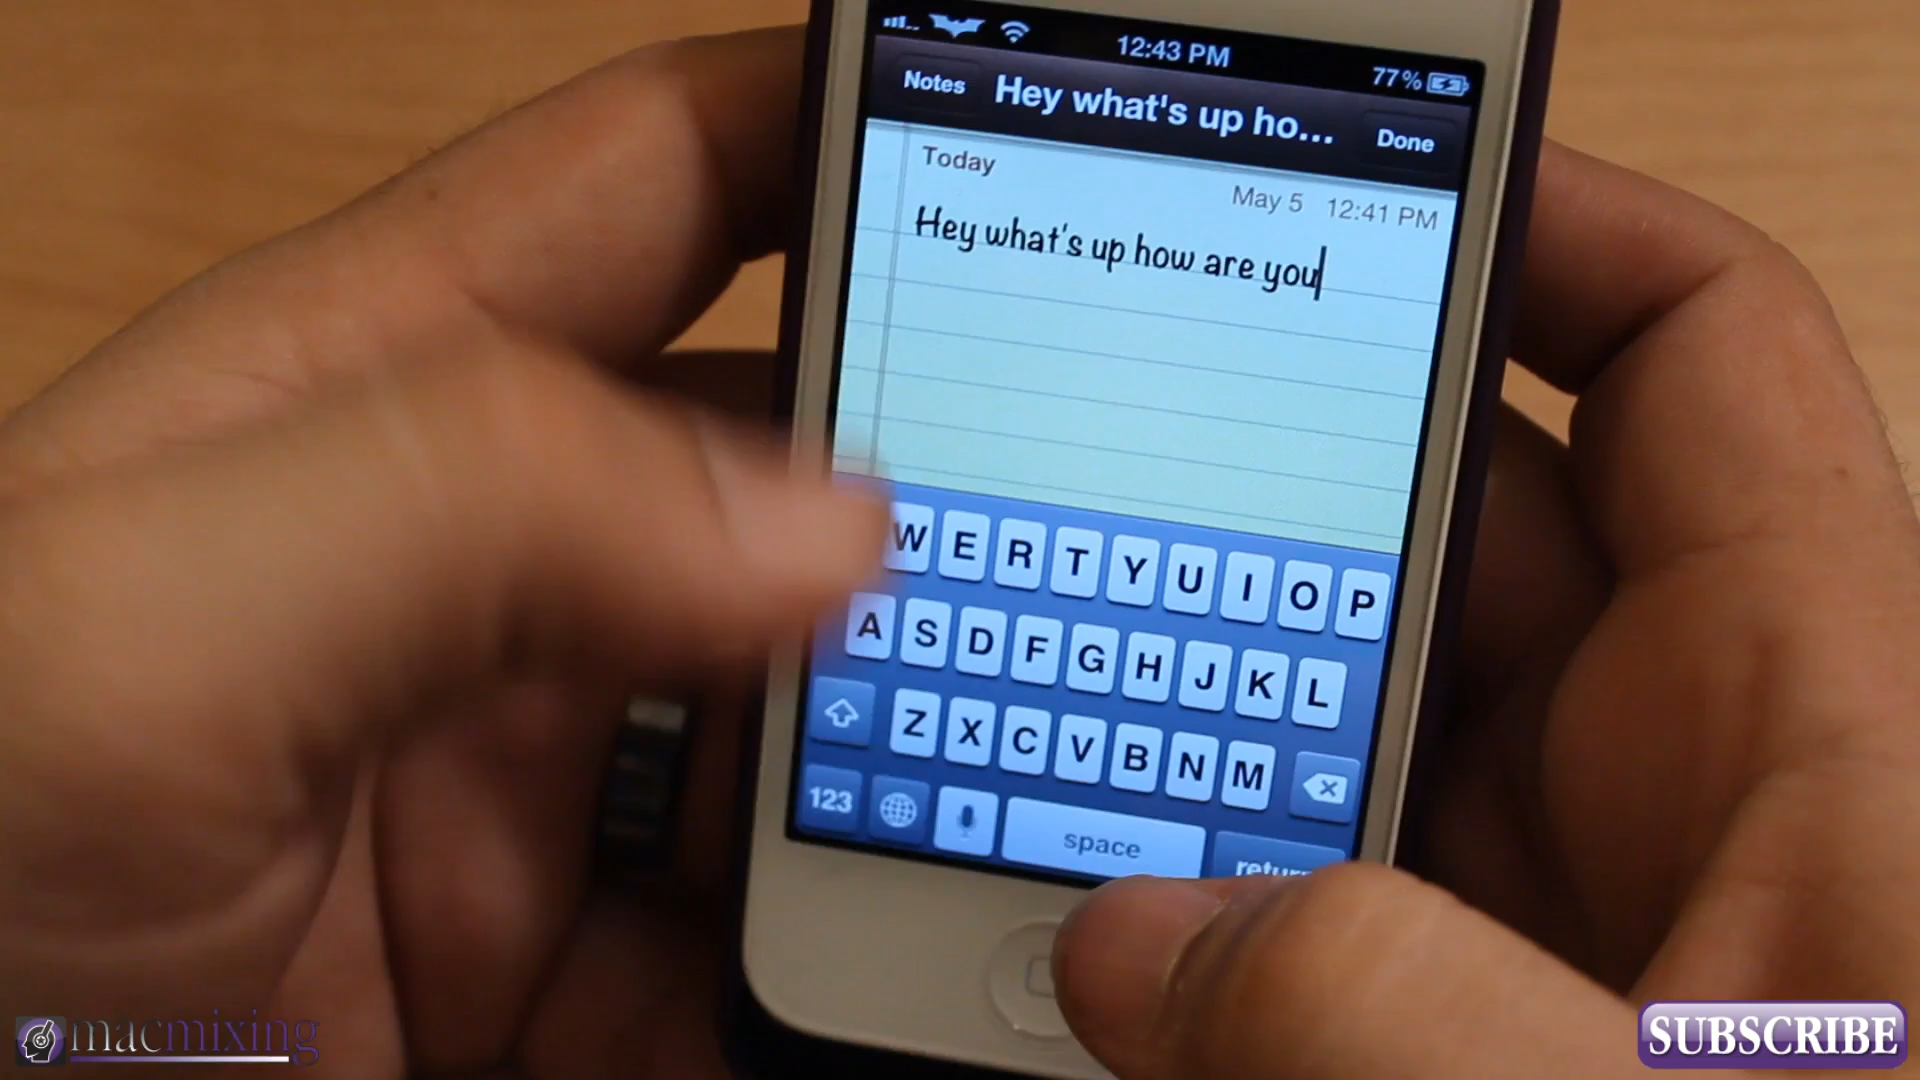 12:43 PM
77%
Notes
Hey what's up ho...
Done
Today
May 5 12:41 PM
Hey what's up how are you
W E R T Y U I O P
A S D F G H J K L
Z X C V B N M
123
space
return
macmixing
SUBSCRIBE